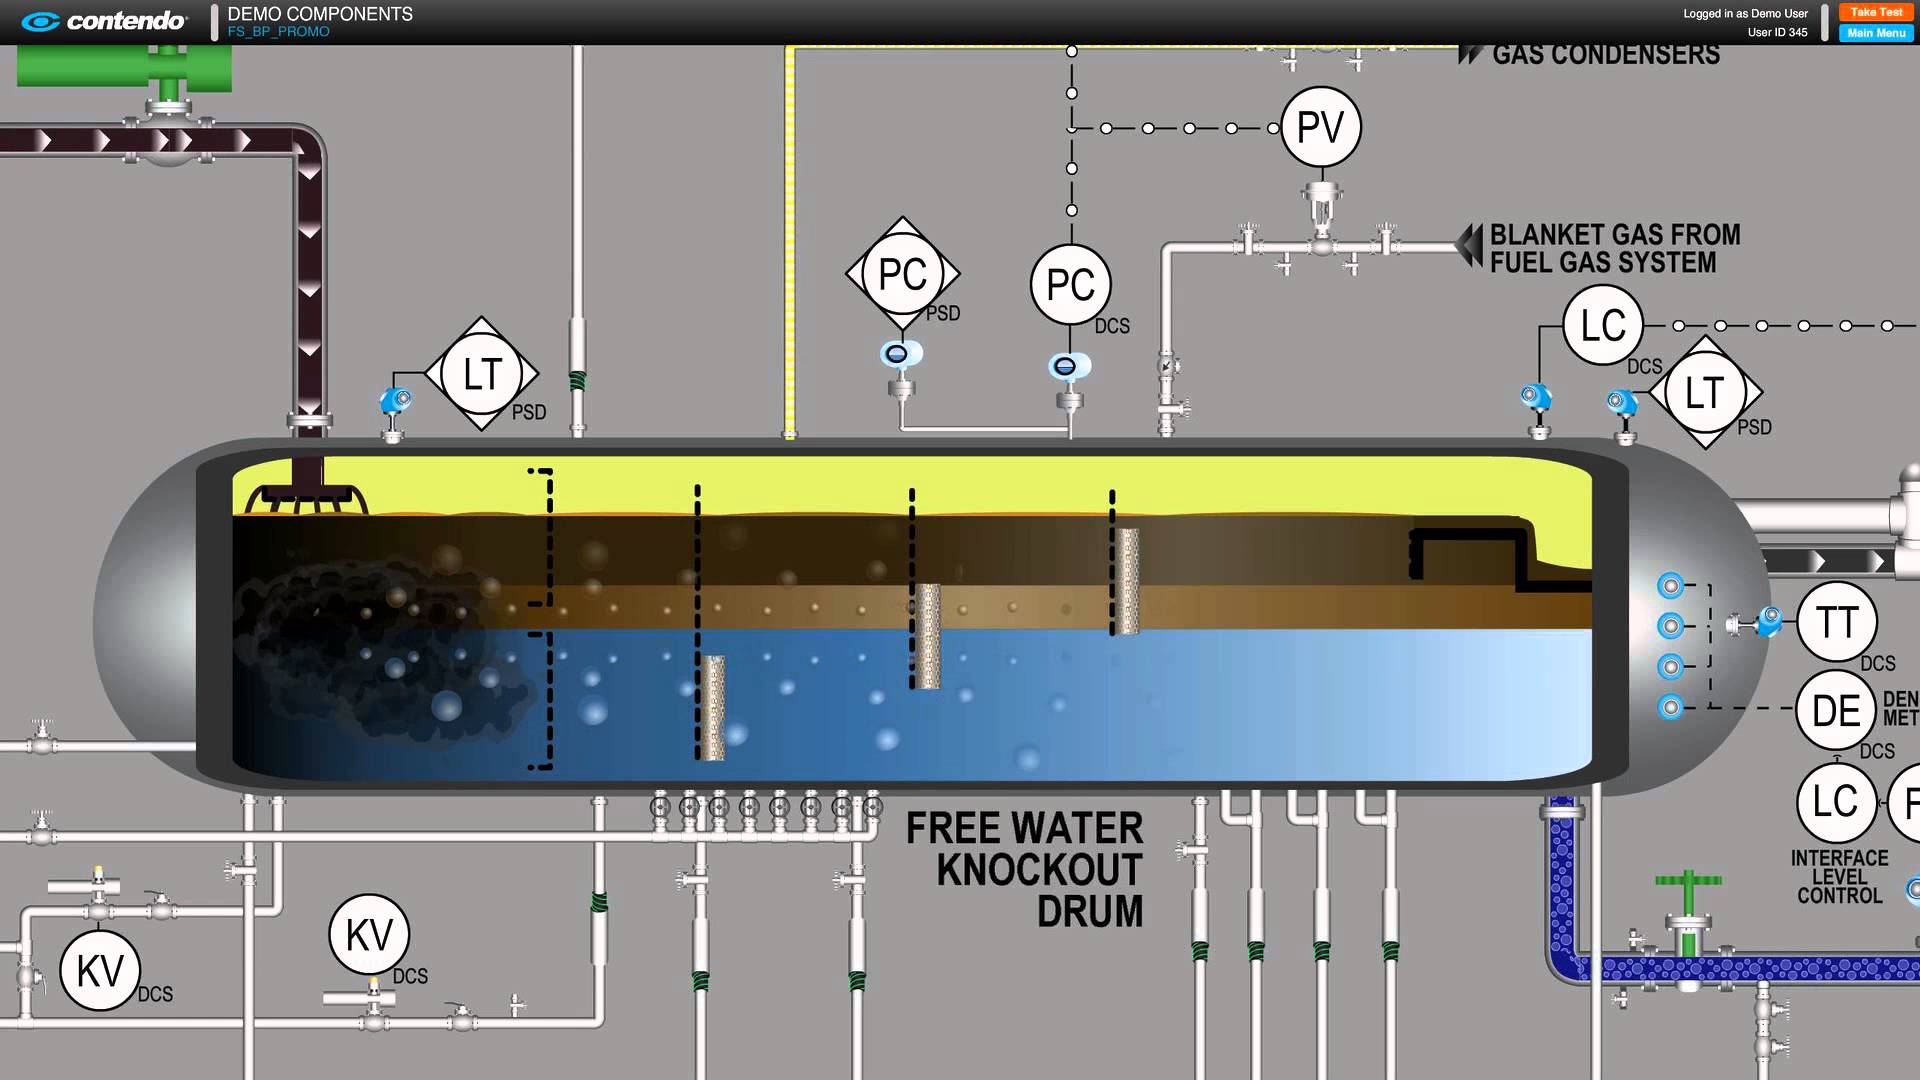 contendo
DEMO COMPONENTS
FS_BP_PROMO
Logged in as Demo User
User ID 345
Take Test
Main Menu
GAS CONDENSERS
PV
BLANKET GAS FROM
FUEL GAS SYSTEM
PC
PSD
PC
DCS
LC
DCS
LT
PSD
LT
PSD
TT
DCS
DE
DCS
DEN
MET
LC
F
INTERFACE
LEVEL
CONTROL
FREE WATER
KNOCKOUT
DRUM
KV
DCS
KV
DCS